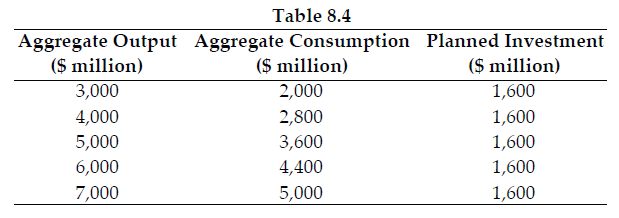 Table 8.4
Aggregate Output Aggregate Consumption Planned Investment
($ million) ($ million) ($ million)
3,000 2,000 1,600
4,000 2,800 1,600
5,000 3,600 1,600
6,000 4,400 1,600
7,000 5,000 1,600